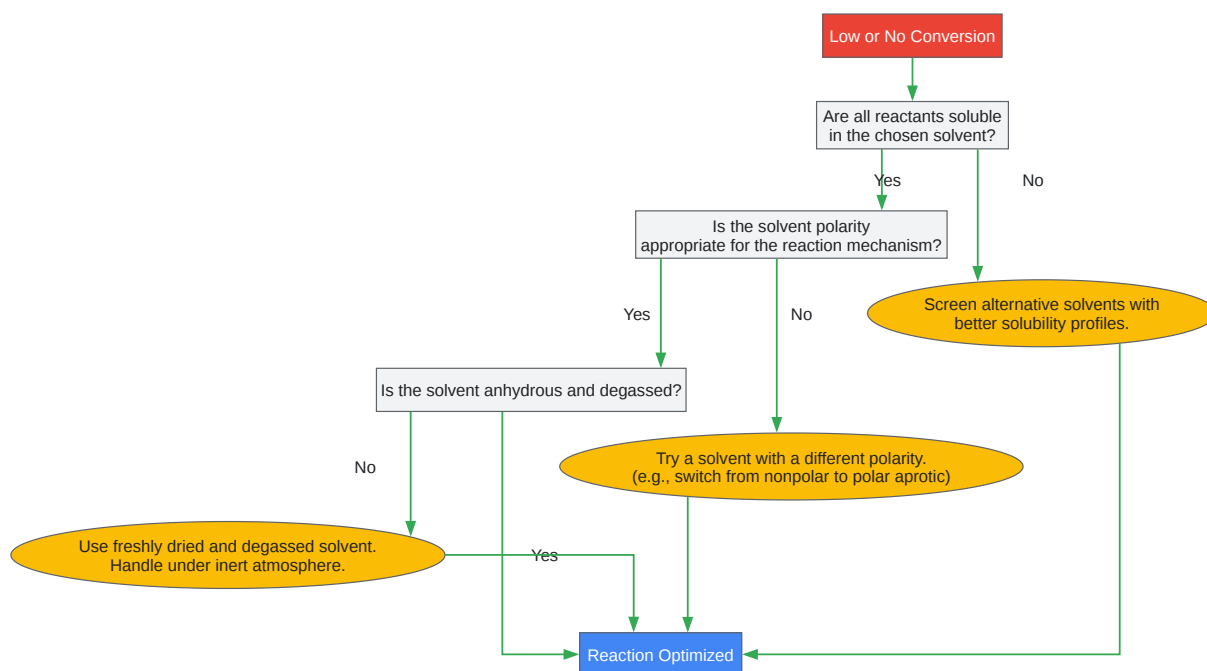 Low or No Conversion
Are all reactants soluble
in the chosen solvent?
Yes
No
Is the solvent polarity
appropriate for the reaction mechanism?
Screen alternative solvents with
better solubility profiles.
Yes
No
Is the solvent anhydrous and degassed?
Try a solvent with a different polarity.
(e.g., switch from nonpolar to polar aprotic)
No
Use freshly dried and degassed solvent.
Handle under inert atmosphere.
Yes
Reaction Optimized